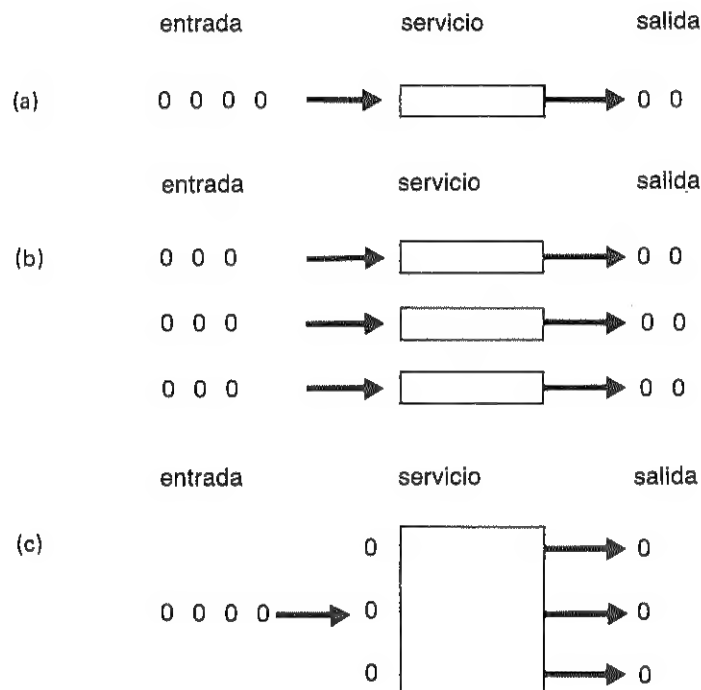 entrada servicio salida
(a) 0 0 0 0 0 0
entrada servicio salida
(b) 0 0 0 0 0
0 0 0 0 0
0 0 0 0 0
entrada servicio salida
(c) 0 0
0 0 0 0 0 0
0 0